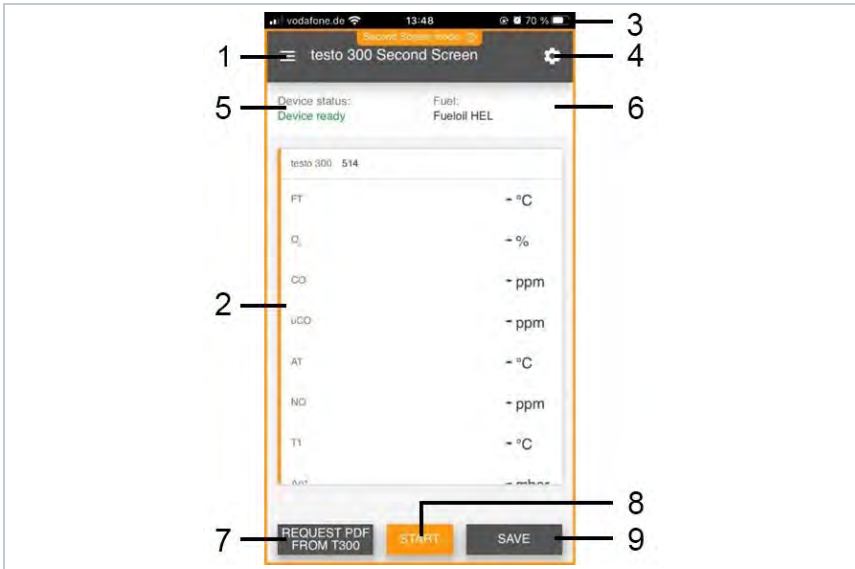 vodafone.de 13:48 70 % 3
Second Screen mode
1 testo 300 Second Screen 4
Device status: Fuel:
5 Device ready Fueloil HEL 6
testo 300 514
FT - °C
O₂ - %
CO - ppm
2
uCO - ppm
AT - °C
NO - ppm
T1 - °C
- mbar
8
7 REQUEST PDF FROM T300 START SAVE 9